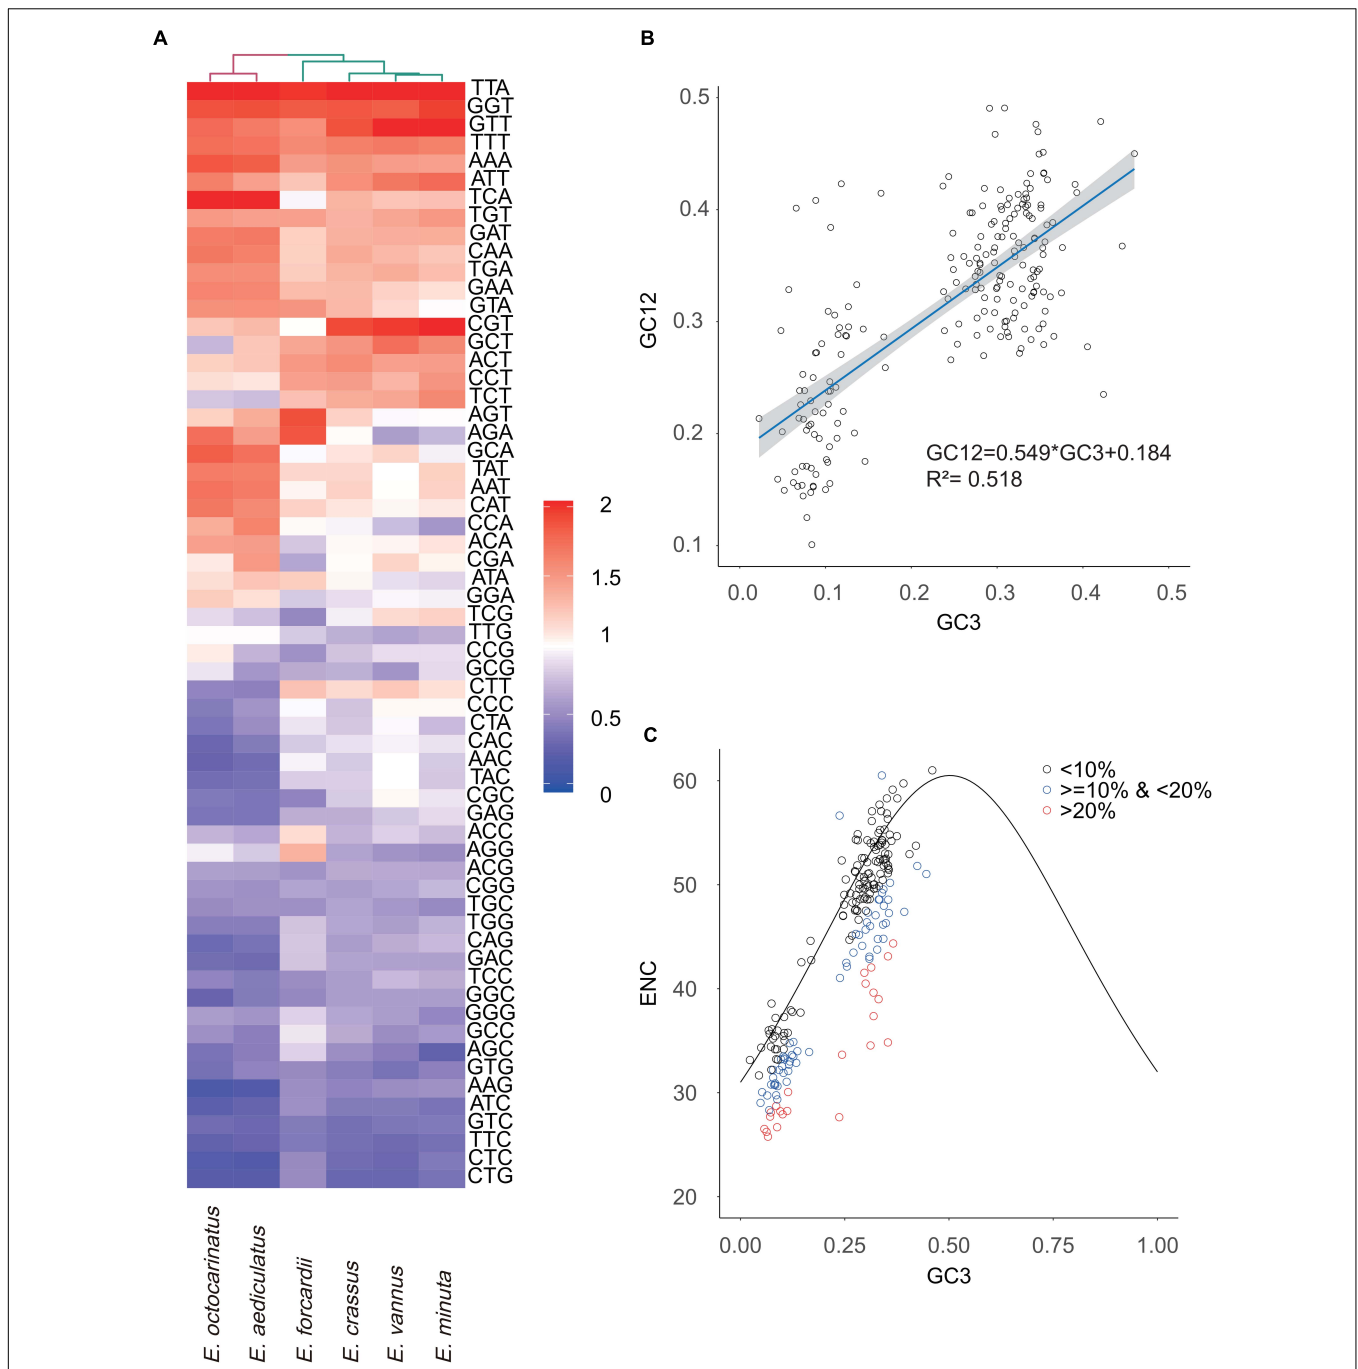 A
TTA
GGT
GTT
TTT
AAA
ATT
TCA
TGT
GAT
CAA
TGA
GAA
GTA
CGT
GCT
ACT
CCT
TCT
AGT
AGA
GCA
TAT
AAT
CAT
CCA
ACA
CGA
ATA
GGA
TCG
TTG
CCG
GCG
CTT
CCC
CTA
CAC
AAC
TAC
CGC
GAG
ACC
AGG
ACG
CGG
TGC
TGG
CAG
GAC
TCC
GGC
GGG
GCC
AGC
GTG
AAG
ATC
GTC
TTC
CTC
CTG
E. octocarinatus
E. aediculatus
E. forcardii
E. crassus
E. vannus
E. minuta
2
1.5
1
0.5
0
B
0.5
0.4
0.3
0.2
0.1
GC12
GC12=0.549*GC3+0.184
R²= 0.518
0.0 0.1 0.2 0.3 0.4 0.5
GC3
C
60
50
40
30
20
ENC
<10%
>=10% & <20%
>20%
0.00 0.25 0.50 0.75 1.00
GC3